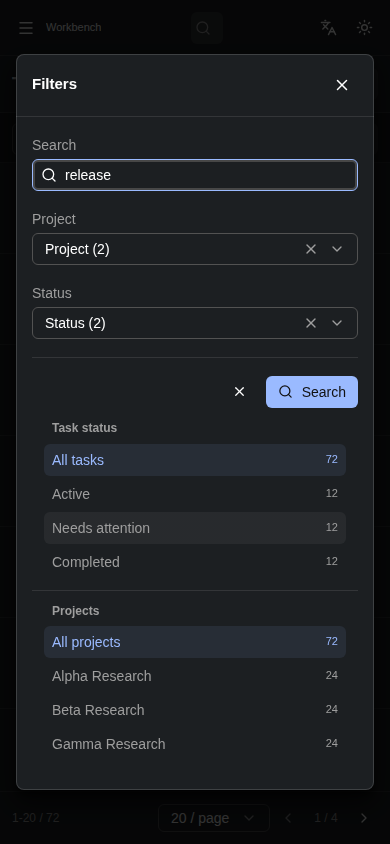 Workbench
Filters
Search
release
Project
Project (2)
Status
Status (2)
Search
Task status
All tasks 72
Active 12
Needs attention 12
Completed 12
Projects
All projects 72
Alpha Research 24
Beta Research 24
Gamma Research 24
1-20 / 72 20 / page 1 / 4